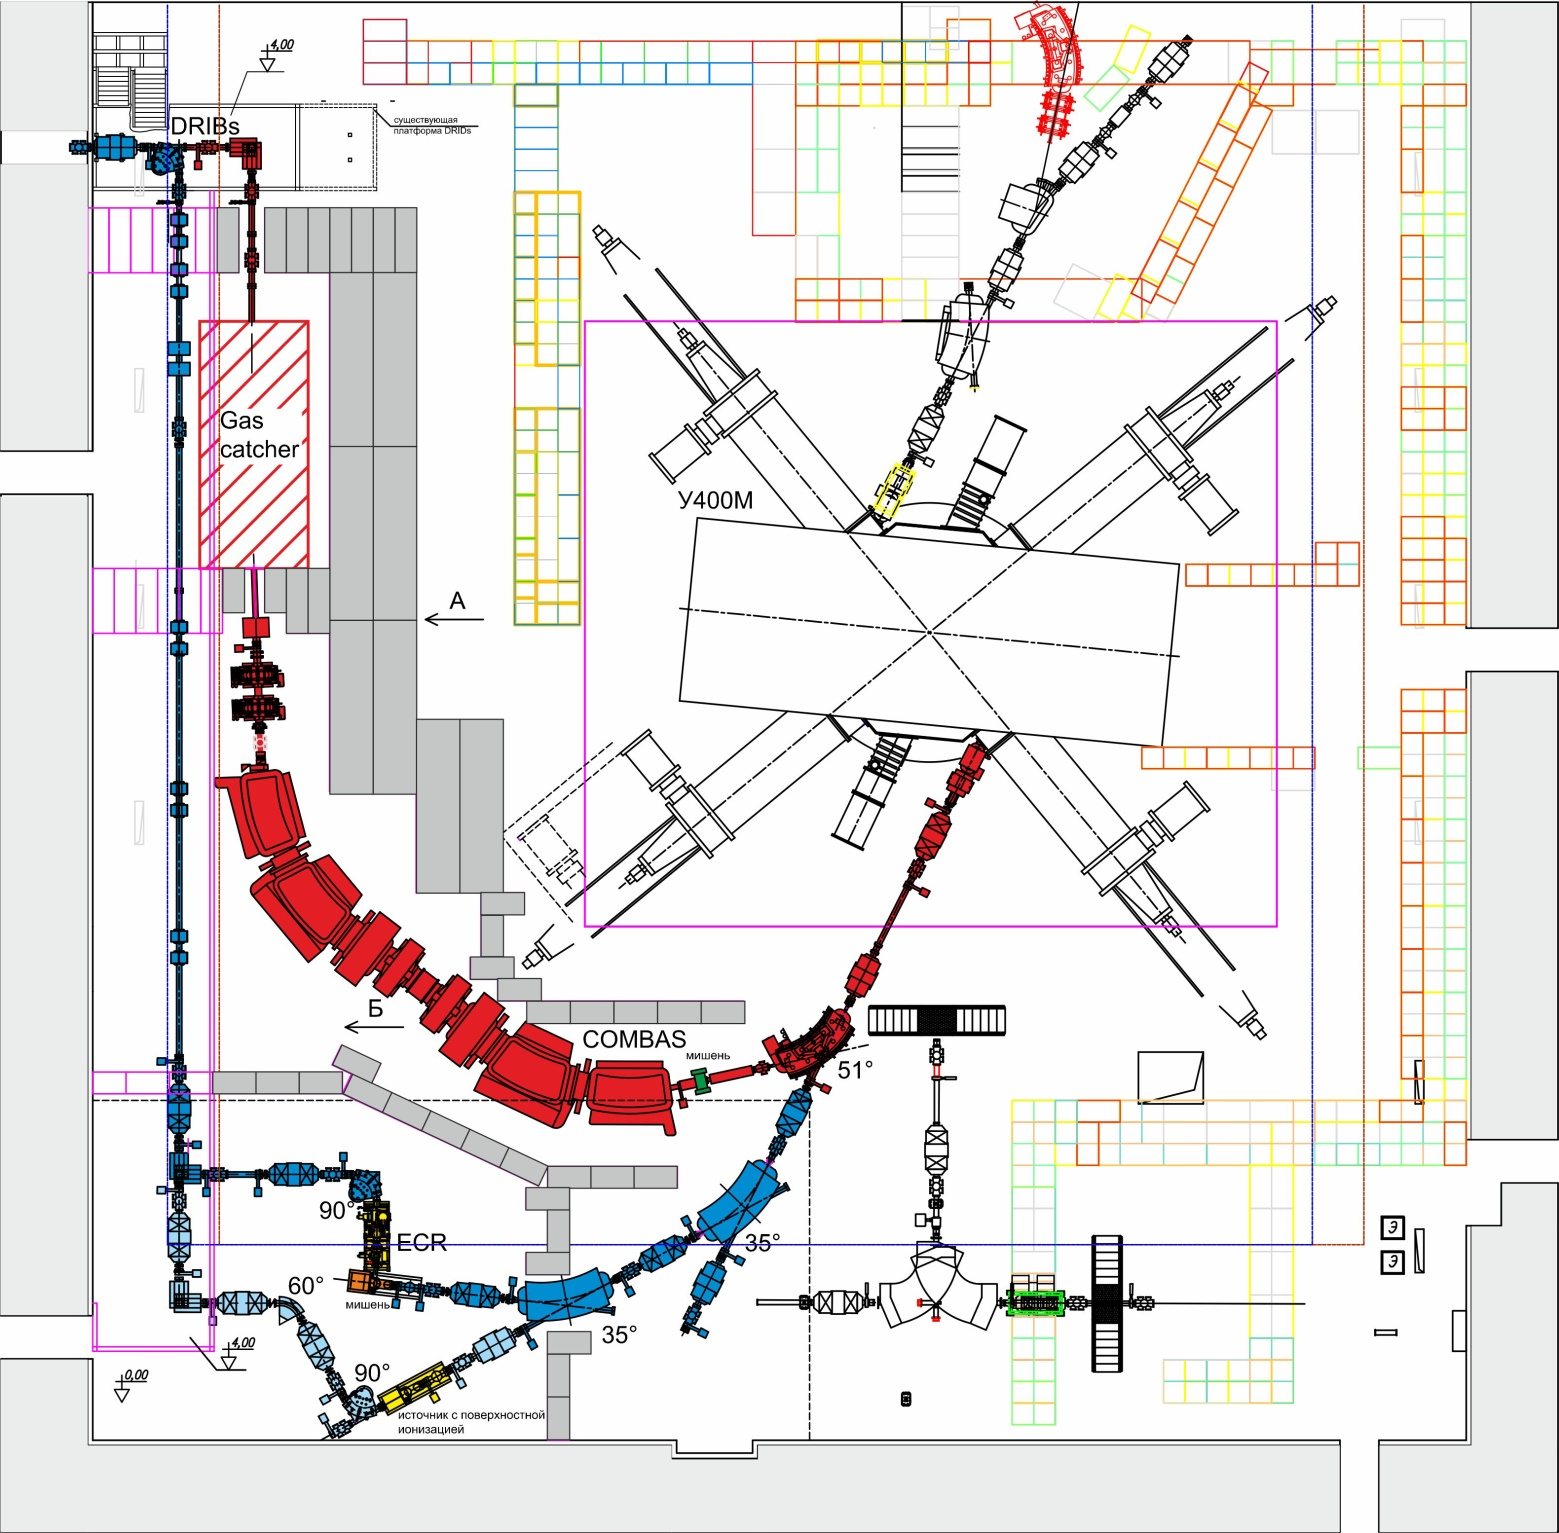 4,00
DRIBs
существующая
платформа DRIDs
Gas
catcher
У400М
А
Б
COMBAS
мишень
51°
90°
ECR
35°
60°
мишень
35°
4,00
0,00
90°
источник с поверхностной
ионизацией
Э
Э